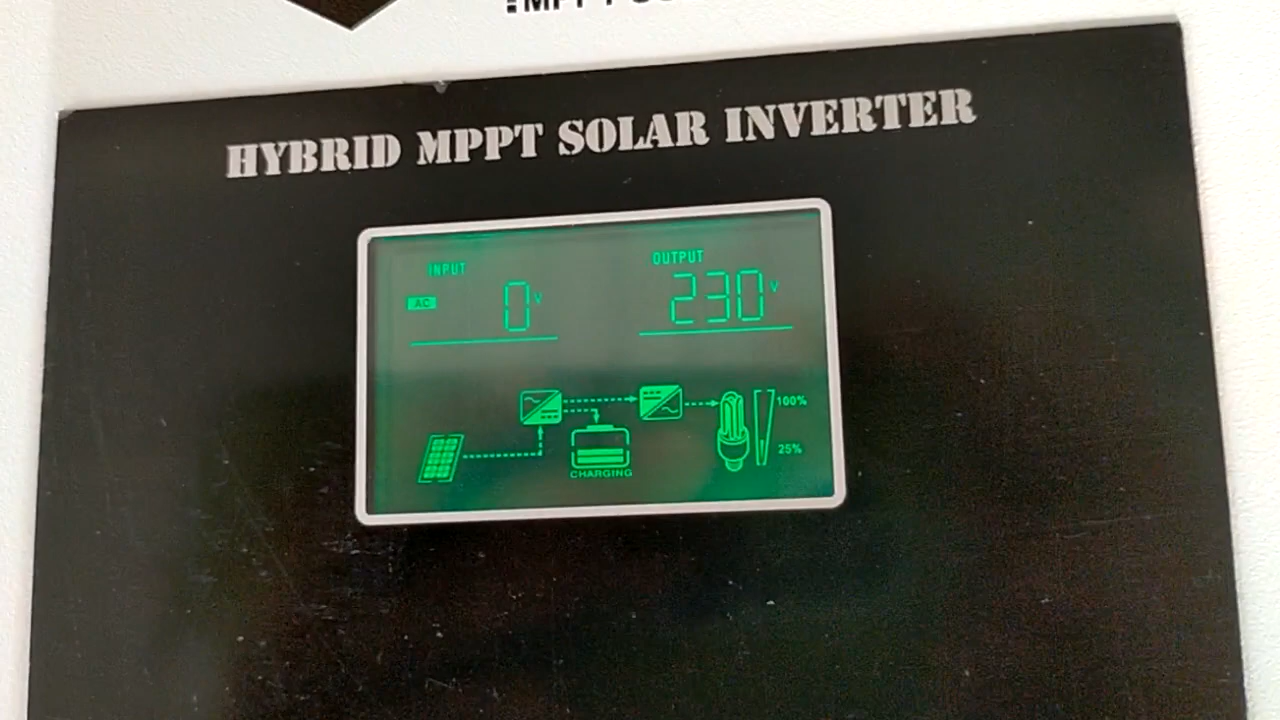 HYBRID MPPT SOLAR INVERTER
INPUT
OUTPUT
AC 0 V
230 V
100%
25%
CHARGING